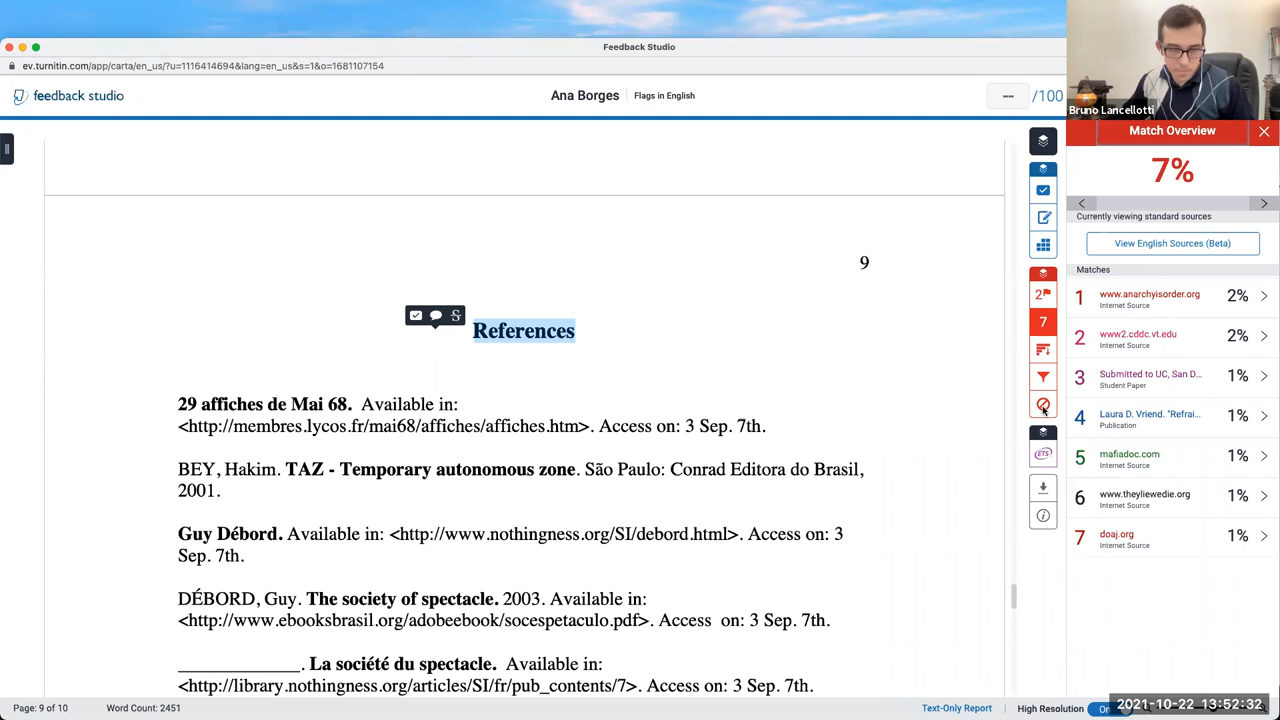 Feedback Studio
ev.turnitin.com/app/carta/en_us/?u=1116414694&lang=en_us&s=1&o=1681107154
feedback studio
Ana Borges
Flags in English
--
/100
Bruno Lancellotti
Match Overview
7%
Currently viewing standard sources
View English Sources (Beta)
Matches
1 www.anarchyisorder.org 2%
Internet Source
2 www2.cddc.vt.edu 2%
Internet Source
3 Submitted to UC, San D... 1%
Student Paper
4 Laura D. Vriend. "Refrai... 1%
Publication
5 mafiadoc.com 1%
Internet Source
6 www.theyliewedie.org 1%
Internet Source
7 doaj.org 1%
Internet Source
2
7
ETS
9
References
29 affiches de Mai 68. Available in:
<http://membres.lycos.fr/mai68/affiches/affiches.htm>. Access on: 3 Sep. 7th.
BEY, Hakim. TAZ - Temporary autonomous zone. São Paulo: Conrad Editora do Brasil,
2001.
Guy Débord. Available in: <http://www.nothingness.org/SI/debord.html>. Access on: 3
Sep. 7th.
DÉBORD, Guy. The society of spectacle. 2003. Available in:
<http://www.ebooksbrasil.org/adobeebook/socespetaculo.pdf>. Access on: 3 Sep. 7th.
_____________. La société du spectacle. Available in:
<http://library.nothingness.org/articles/SI/fr/pub_contents/7>. Access on: 3 Sep. 7th.
Page: 9 of 10
Word Count: 2451
Text-Only Report
High Resolution
On
2021-10-22 13:52:32